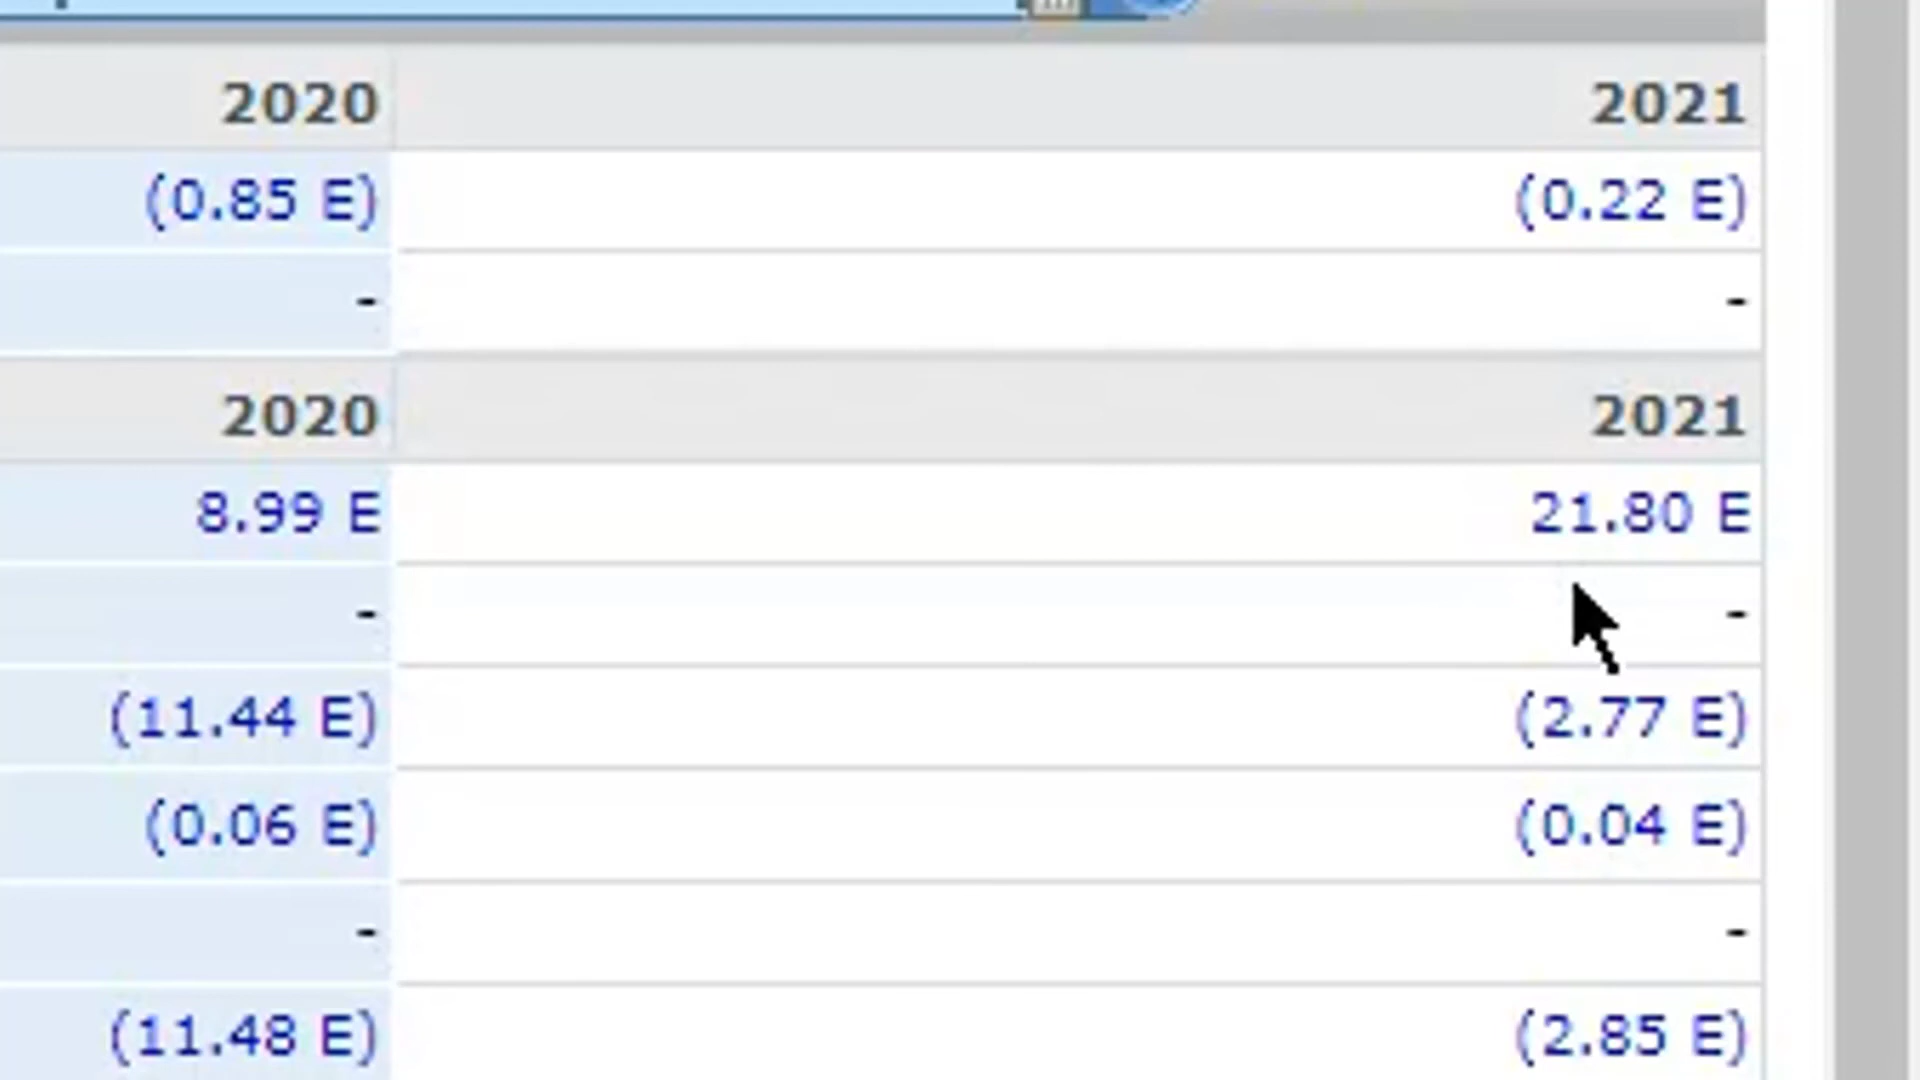 2020 2021
(0.85 E) (0.22 E)
- -
2020 2021
8.99 E 21.80 E
- -
(11.44 E) (2.77 E)
(0.06 E) (0.04 E)
- -
(11.48 E) (2.85 E)